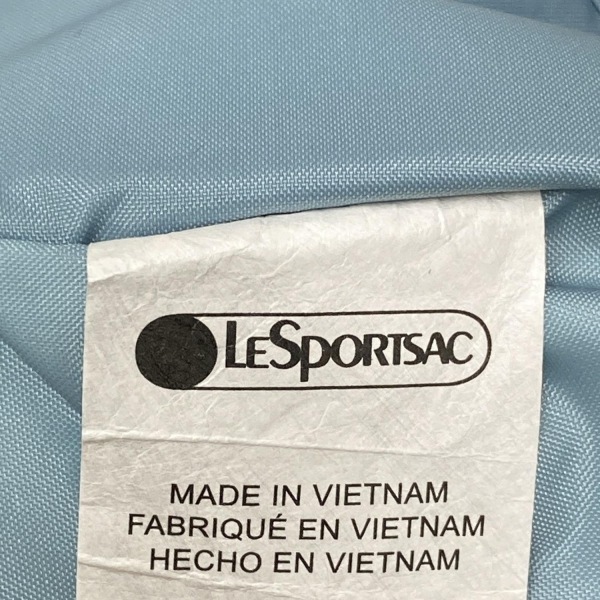 LESPORTSAC
MADE IN VIETNAM
FABRIQUÉ EN VIETNAM
HECHO EN VIETNAM